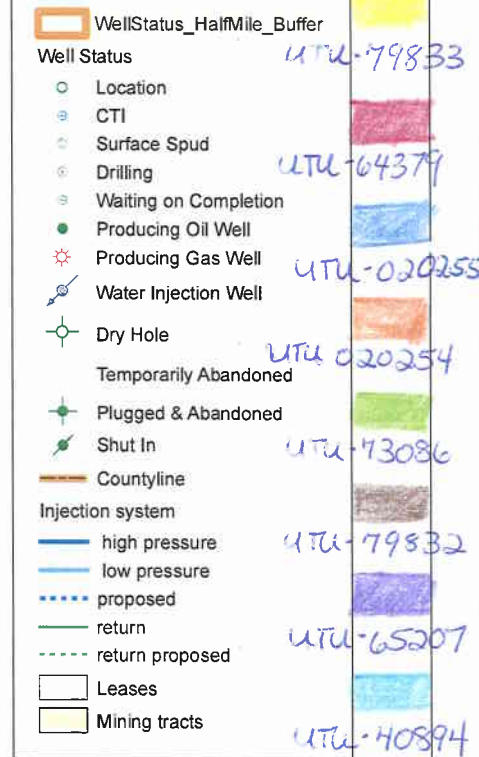 WellStatus_HalfMile_Buffer
Well Status
Location
CTI
Surface Spud
Drilling
Waiting on Completion
Producing Oil Well
Producing Gas Well
Water Injection Well
Dry Hole
Temporarily Abandoned
Plugged & Abandoned
Shut In
Countyline
Injection system
high pressure
low pressure
proposed
return
return proposed
Leases
Mining tracts
UTU-79833
UTU-64379
UTU-020255
UTU 020254
UTU-73086
UTU-79832
UTU-65207
UTU-40894